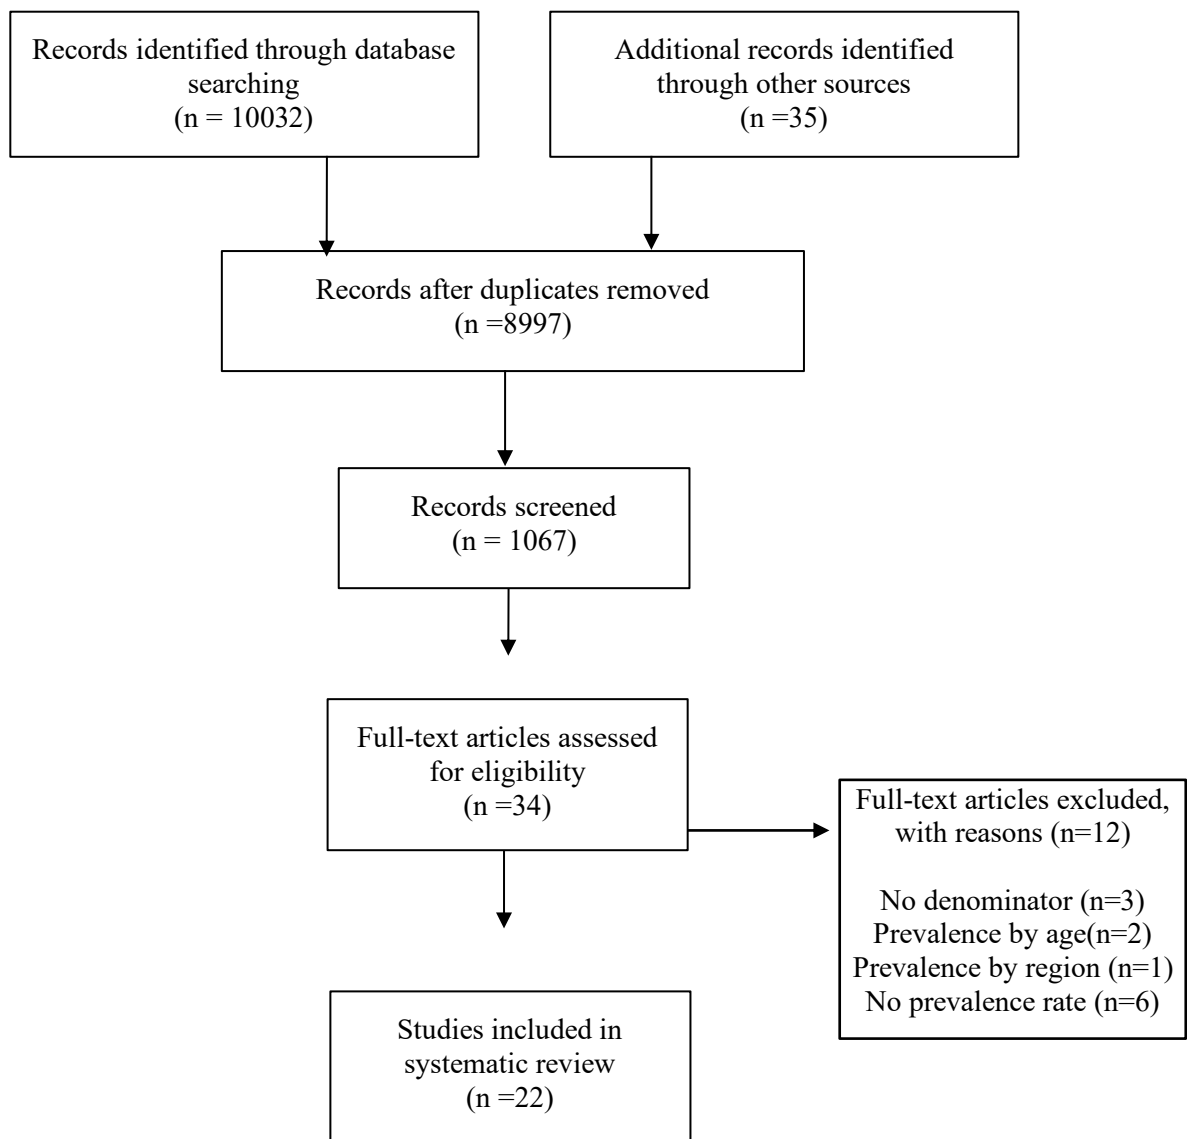 Records identified through database
searching
(n = 10032)
Additional records identified
through other sources
(n =35)
Records after duplicates removed
(n =8997)
Records screened
(n = 1067)
Full-text articles assessed
for eligibility
(n =34)
Full-text articles excluded,
with reasons (n=12)
No denominator (n=3)
Prevalence by age(n=2)
Prevalence by region (n=1)
No prevalence rate (n=6)
Studies included in
systematic review
(n =22)